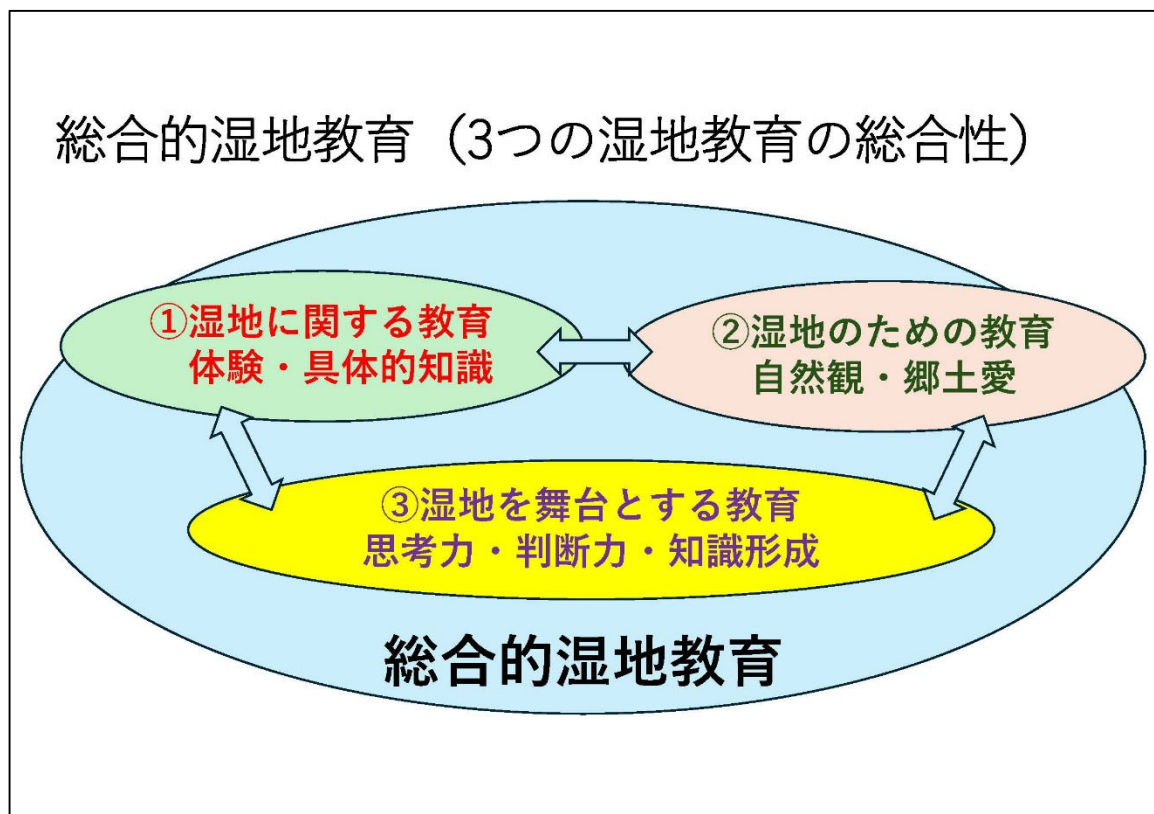 総合的湿地教育（3つの湿地教育の総合性）
①湿地に関する教育
体験・具体的知識
②湿地のための教育
自然観・郷土愛
③湿地を舞台とする教育
思考力・判断力・知識形成
総合的湿地教育